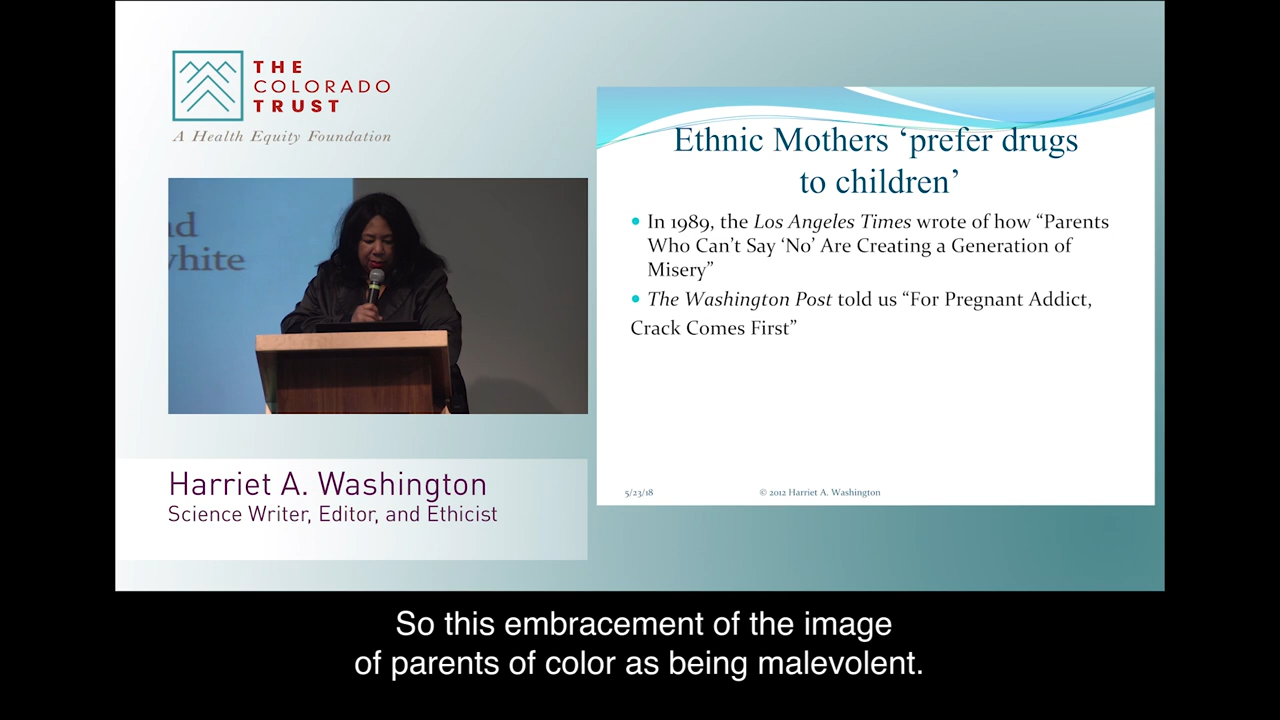 THE
COLORADO
TRUST
A Health Equity Foundation
white
Harriet A. Washington
Science Writer, Editor, and Ethicist
Ethnic Mothers ‘prefer drugs
to children’
• In 1989, the Los Angeles Times wrote of how “Parents
Who Can’t Say ‘No’ Are Creating a Generation of
Misery”
• The Washington Post told us “For Pregnant Addict,
Crack Comes First”
5/23/18
© 2012 Harriet A. Washington
So this embracement of the image
of parents of color as being malevolent.